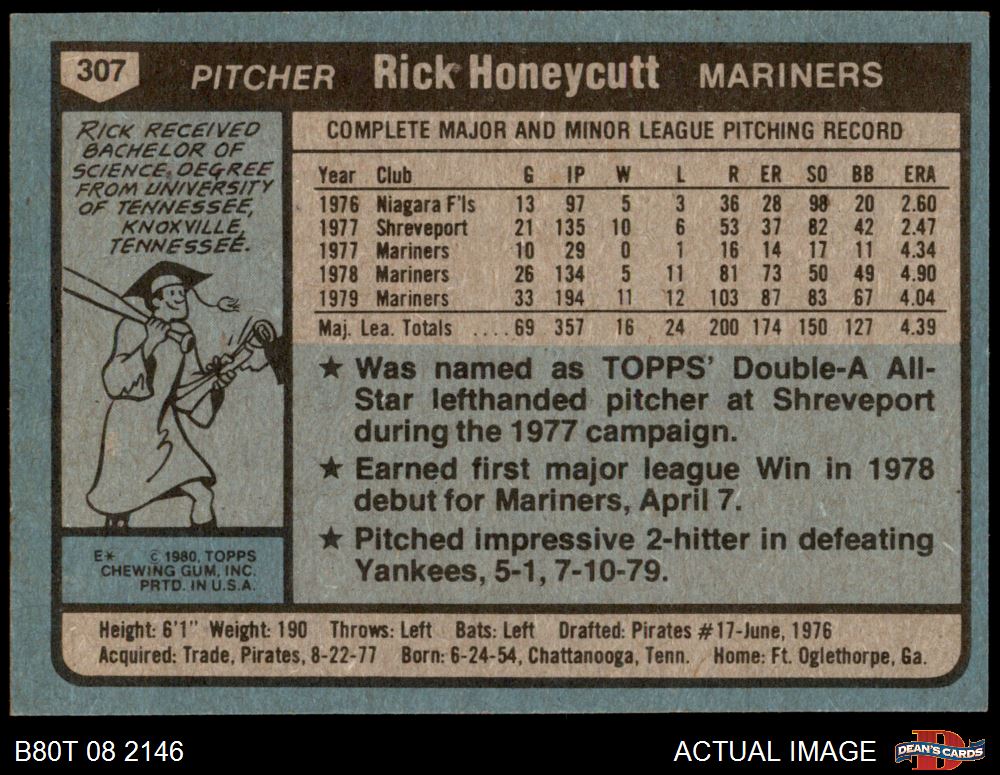 307 PITCHER Rick Honeycutt MARINERS
RICK RECEIVED
BACHELOR OF
SCIENCE DEGREE
FROM UNIVERSITY
OF TENNESSEE,
KNOXVILLE,
TENNESSEE.
COMPLETE MAJOR AND MINOR LEAGUE PITCHING RECORD
Year Club G IP W L R ER SO BB ERA
1976 Niagara F'ls 13 97 5 3 36 28 98 20 2.60
1977 Shreveport 21 135 10 6 53 37 82 42 2.47
1977 Mariners 10 29 0 1 16 14 17 11 4.34
1978 Mariners 26 134 5 11 81 73 50 49 4.90
1979 Mariners 33 194 11 12 103 87 83 67 4.04
Maj. Lea. Totals ....69 357 16 24 200 174 150 127 4.39
★ Was named as TOPPS' Double-A All-
Star lefthanded pitcher at Shreveport
during the 1977 campaign.
★ Earned first major league Win in 1978
debut for Mariners, April 7.
★ Pitched impressive 2-hitter in defeating
Yankees, 5-1, 7-10-79.
E* © 1980, TOPPS
CHEWING GUM, INC.
PRTD. IN U.S.A.
Height: 6'1" Weight: 190 Throws: Left Bats: Left Drafted: Pirates #17-June, 1976
Acquired: Trade, Pirates, 8-22-77 Born: 6-24-54, Chattanooga, Tenn. Home: Ft. Oglethorpe, Ga.
B80T 08 2146 ACTUAL IMAGE DEAN'S CARDS